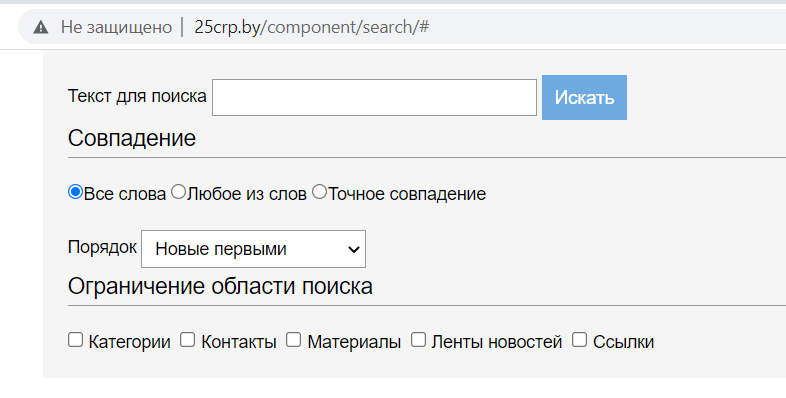 Не защищено | 25crp.by/component/search/#
Текст для поиска Искать
Совпадение
Все слова Любое из слов Точное совпадение
Порядок Новые первыми
Ограничение области поиска
Категории Контакты Материалы Ленты новостей Ссылки